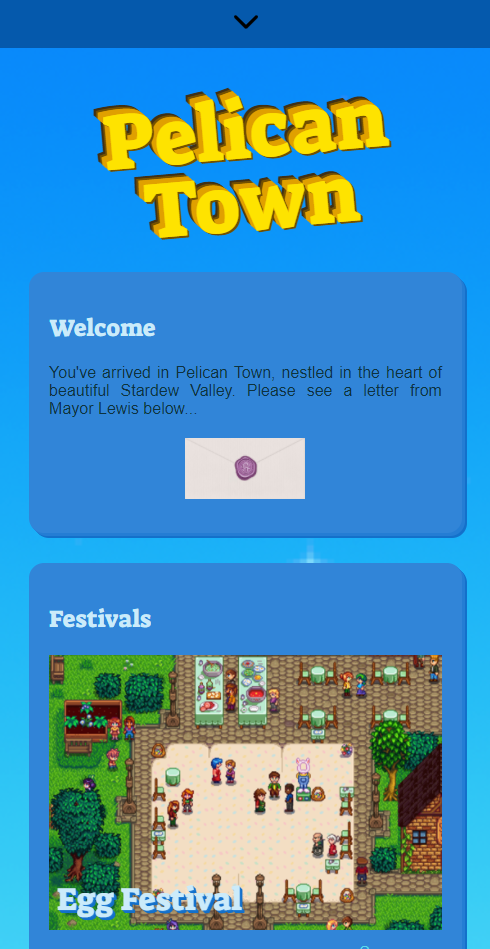 Pelican
Town
Welcome
You've arrived in Pelican Town, nestled in the heart of
beautiful Stardew Valley. Please see a letter from
Mayor Lewis below...
Festivals
Egg Festival